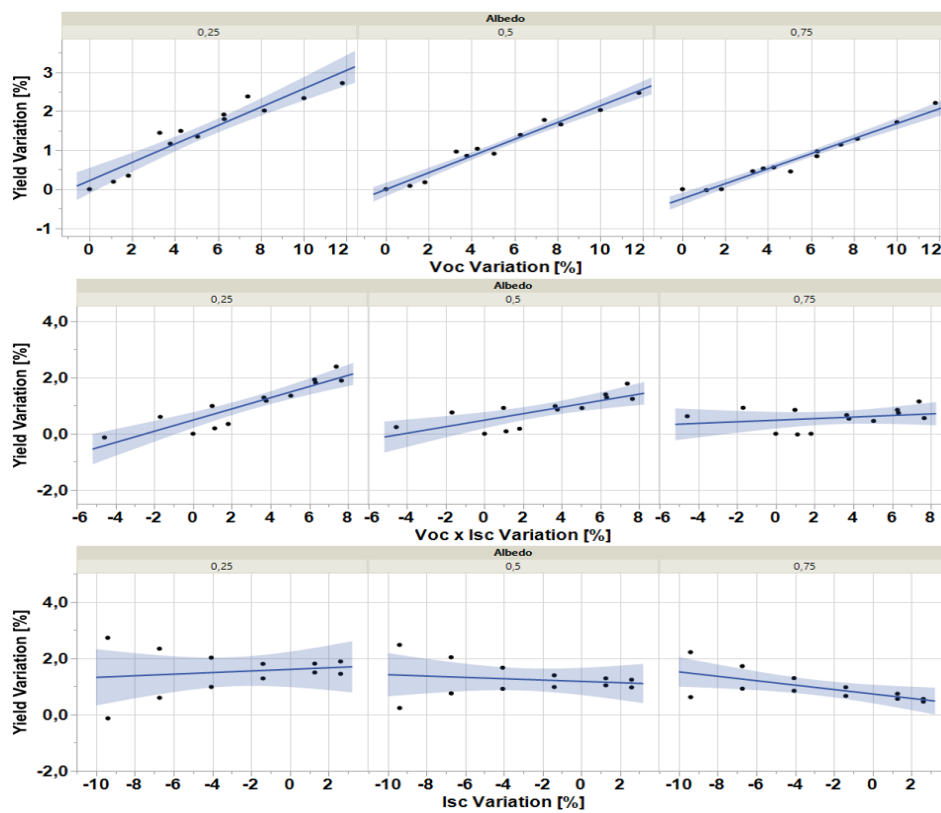 Albedo
0,25 0,5 0,75
Yield Variation [%]
3
2
1
0
-1
0 2 4 6 8 10 12 0 2 4 6 8 10 12 0 2 4 6 8 10 12
Voc Variation [%]
Albedo
0,25 0,5 0,75
Yield Variation [%]
4,0
2,0
0,0
-2,0
-6 -4 -2 0 2 4 6 8 -6 -4 -2 0 2 4 6 8 -6 -4 -2 0 2 4 6 8
Voc x Isc Variation [%]
Albedo
0,25 0,5 0,75
Yield Variation [%]
4,0
2,0
0,0
-2,0
-10 -8 -6 -4 -2 0 2 -10 -8 -6 -4 -2 0 2 -10 -8 -6 -4 -2 0 2
Isc Variation [%]